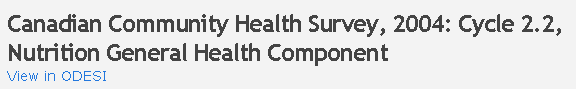 Canadian Community Health Survey, 2004: Cycle 2.2,
Nutrition General Health Component
View in ODESI